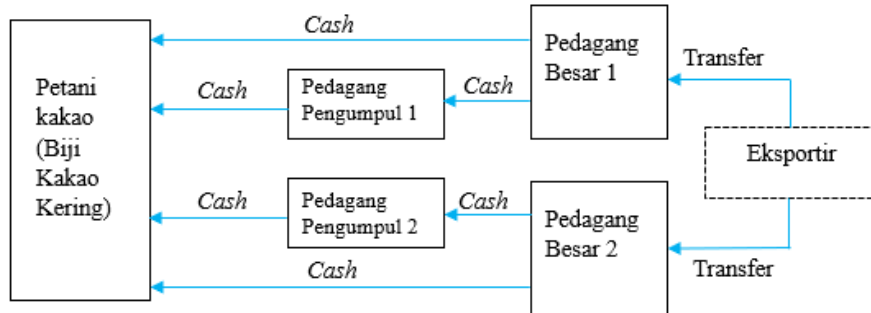 Petani
kakao
(Biji
Kakao
Kering)
Cash
Cash
Pedagang
Pengumpul 1
Cash
Pedagang
Besar 1
Transfer
Eksportir
Cash
Pedagang
Pengumpul 2
Cash
Cash
Pedagang
Besar 2
Transfer